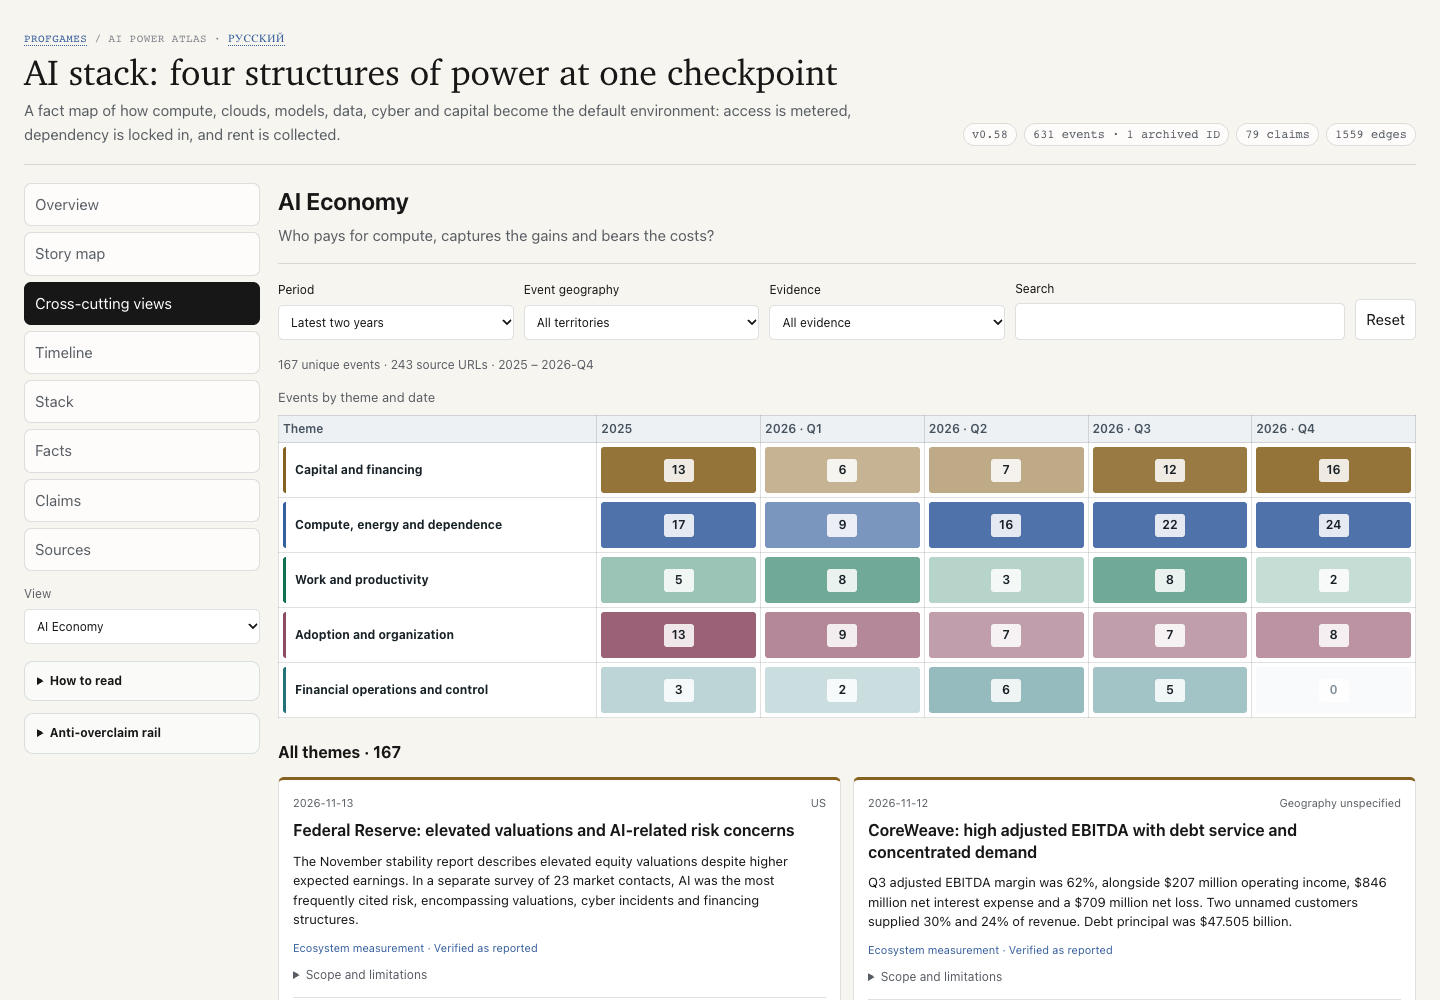 PROFGAMES / AI POWER ATLAS · РУССКИЙ
AI stack: four structures of power at one checkpoint
A fact map of how compute, clouds, models, data, cyber and capital become the default environment: access is metered,
dependency is locked in, and rent is collected.
v0.58
631 events · 1 archived ID
79 claims
1559 edges
Overview
Story map
Cross-cutting views
Timeline
Stack
Facts
Claims
Sources
View
AI Economy
How to read
Anti-overclaim rail
AI Economy
Who pays for compute, captures the gains and bears the costs?
Period
Event geography
Evidence
Search
Latest two years
All territories
All evidence
Reset
167 unique events · 243 source URLs · 2025 – 2026-Q4
Events by theme and date
Theme 2025 2026 · Q1 2026 · Q2 2026 · Q3 2026 · Q4
Capital and financing 13 6 7 12 16
Compute, energy and dependence 17 9 16 22 24
Work and productivity 5 8 3 8 2
Adoption and organization 13 9 7 7 8
Financial operations and control 3 2 6 5 0
All themes · 167
2026-11-13 US
Federal Reserve: elevated valuations and AI-related risk concerns
The November stability report describes elevated equity valuations despite higher
expected earnings. In a separate survey of 23 market contacts, AI was the most
frequently cited risk, encompassing valuations, cyber incidents and financing
structures.
Ecosystem measurement · Verified as reported
Scope and limitations
2026-11-12 Geography unspecified
CoreWeave: high adjusted EBITDA with debt service and
concentrated demand
Q3 adjusted EBITDA margin was 62%, alongside $207 million operating income, $846
million net interest expense and a $709 million net loss. Two unnamed customers
supplied 30% and 24% of revenue. Debt principal was $47.505 billion.
Ecosystem measurement · Verified as reported
Scope and limitations